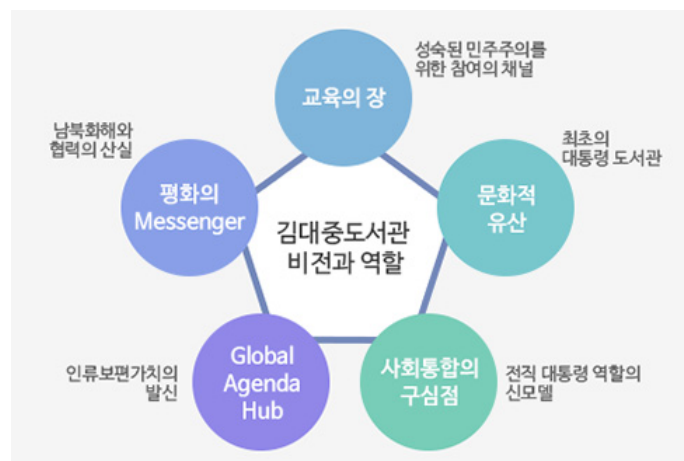 성숙된 민주주의를
위한 참여의 채널
교육의 장
남북화해와
협력의 산실
최초의
대통령 도서관
평화의
Messenger
문화적
유산
김대중도서관
비전과 역할
Global
Agenda
Hub
사회통합의
구심점
인류보편가치의
발신
전직 대통령 역할의
신모델